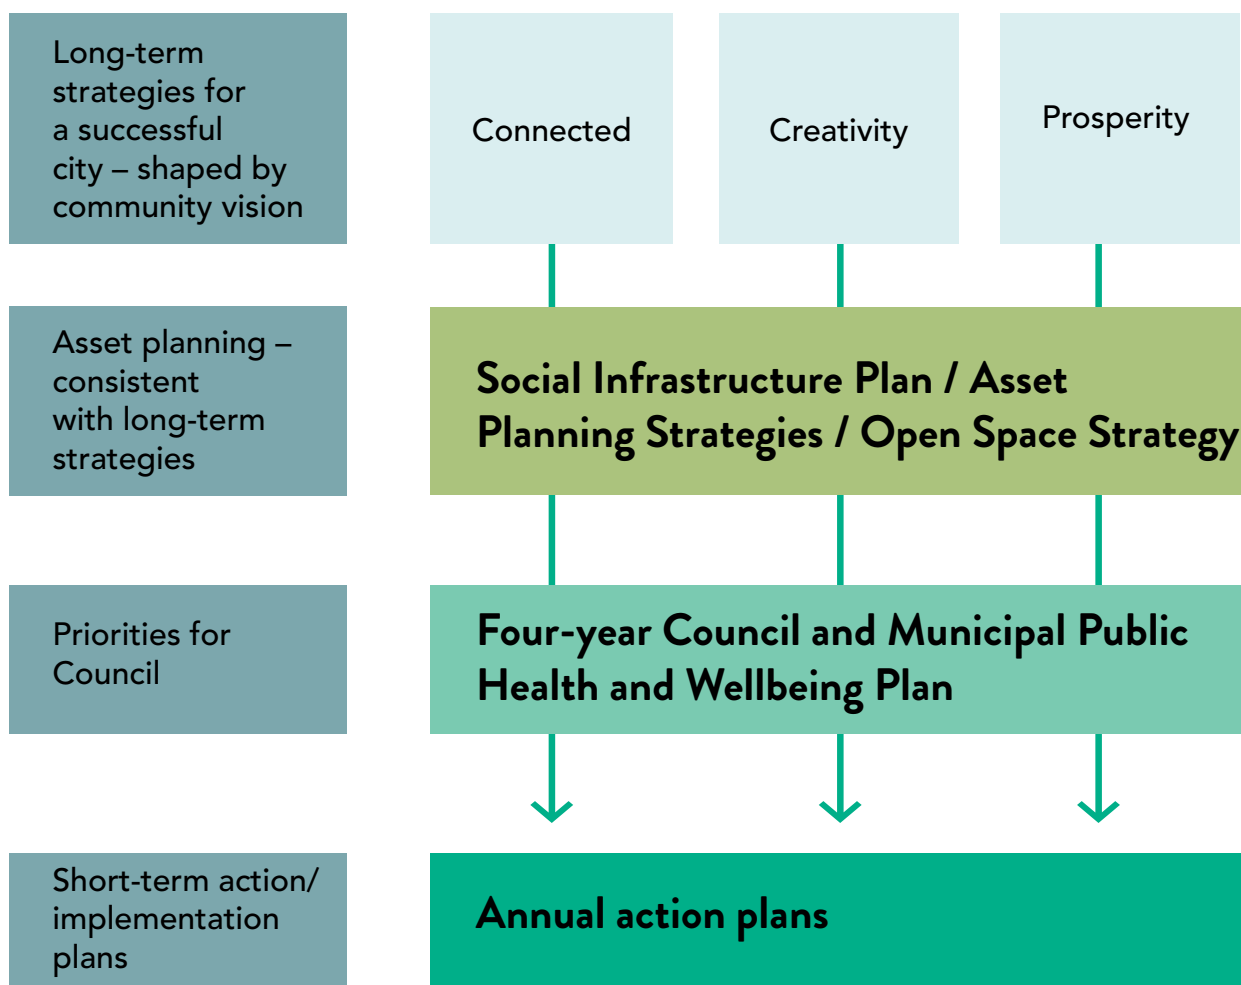 Long-term
strategies for
a successful
city – shaped by
community vision
Connected
Creativity
Prosperity
Asset planning –
consistent
with long-term
strategies
Social Infrastructure Plan / Asset
Planning Strategies / Open Space Strategy
Priorities for
Council
Four-year Council and Municipal Public
Health and Wellbeing Plan
Short-term action/
implementation
plans
Annual action plans